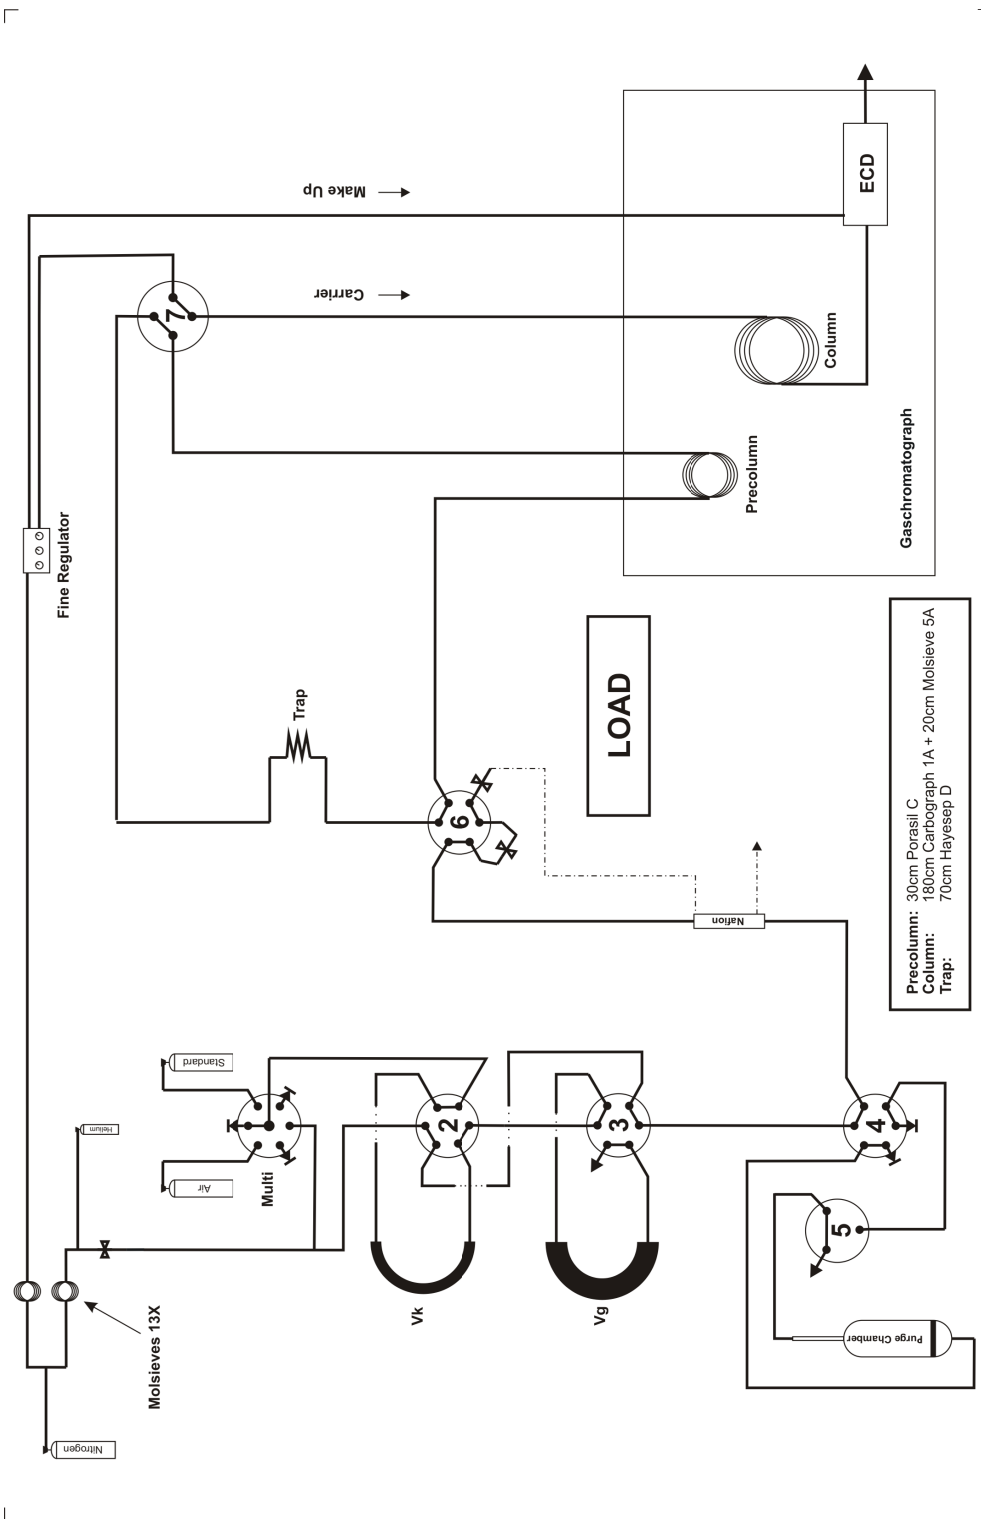 Make Up
ECD
7
Carrier
Column
Precolumn
Gaschromatograph
Fine Regulator
Trap
LOAD
6
Precolumn: 30cm Porasil C
Column: 180cm Carbograph 1A + 20cm Molsieve 5A
Trap: 70cm Hayesep D
Nafion
Standard
Helium
Air
Multi
2
3
4
5
Vk
Vg
Purge Chamber
Molsieves 13X
Nitrogen